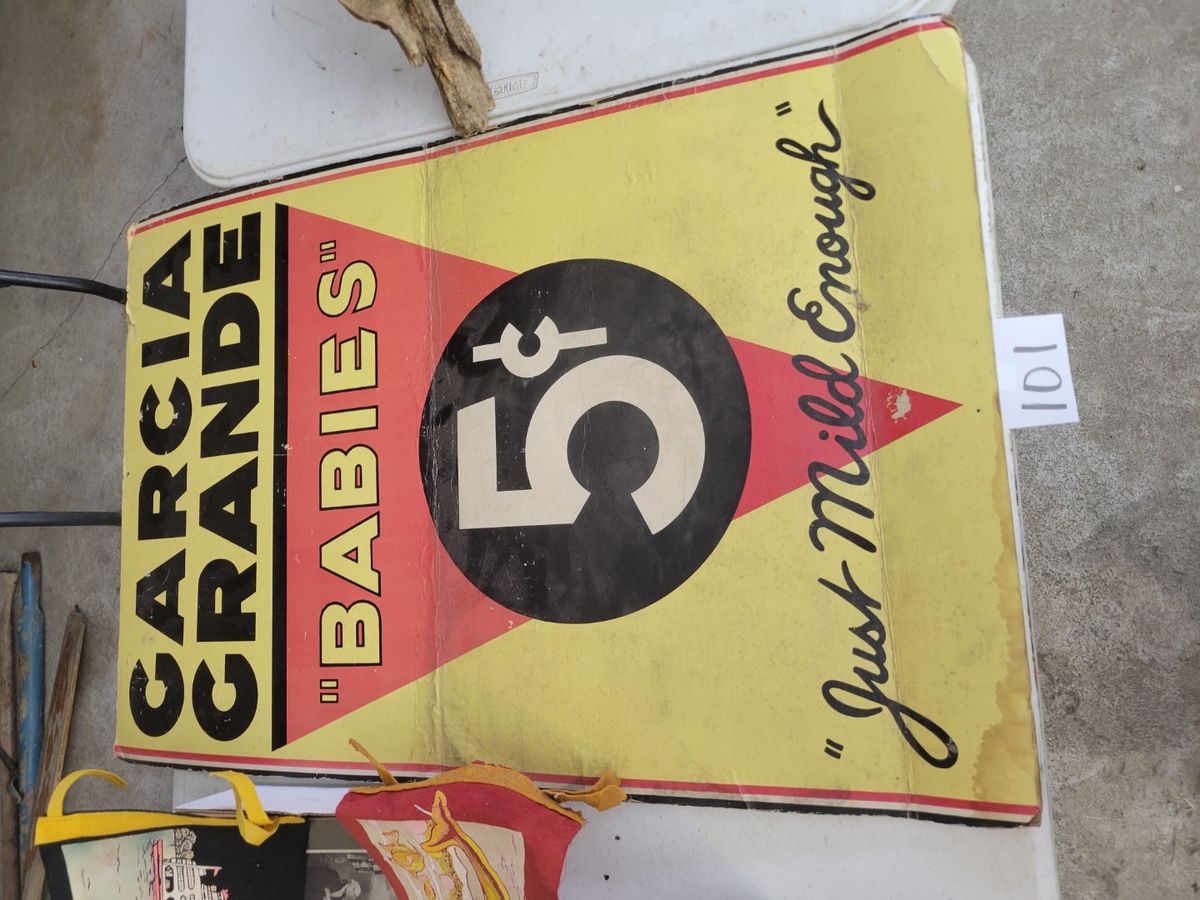 GARCIA
GRANDE
"BABIES"
5¢
"Just Mild Enough"
101